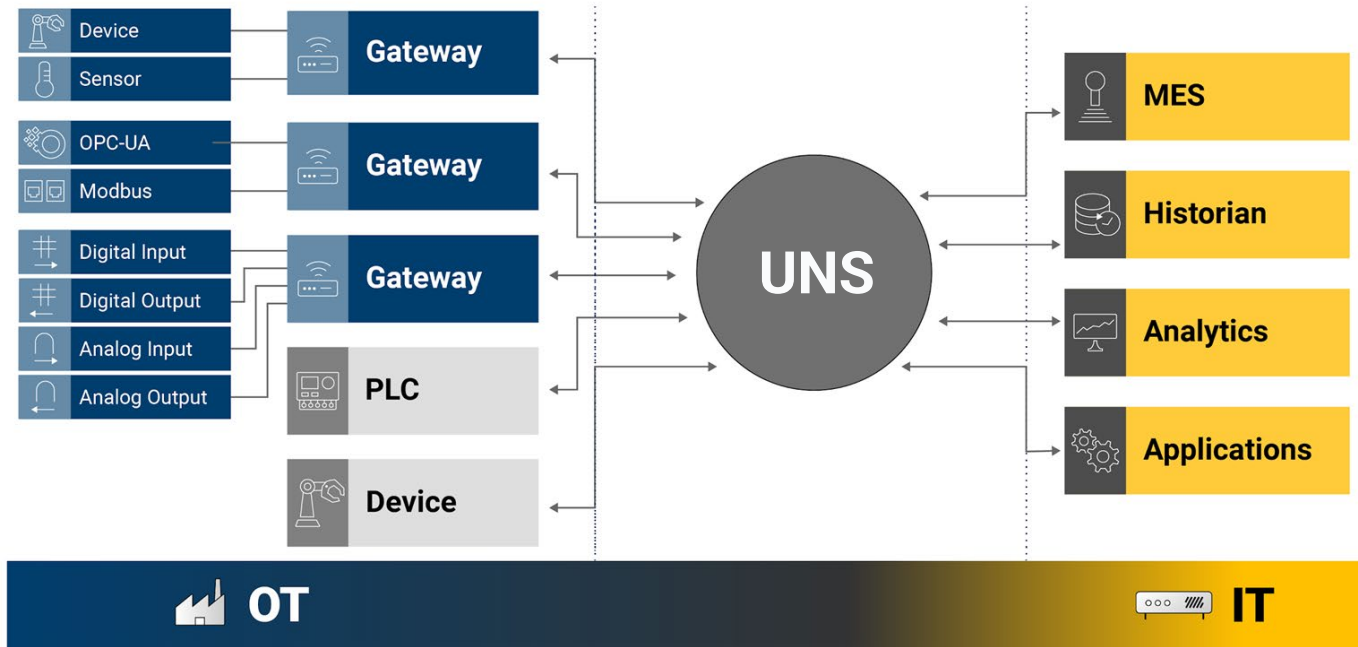 Device
Sensor
Gateway
OPC-UA
Modbus
Gateway
Digital Input
Digital Output
Analog Input
Analog Output
Gateway
PLC
Device
UNS
MES
Historian
Analytics
Applications
OT
IT